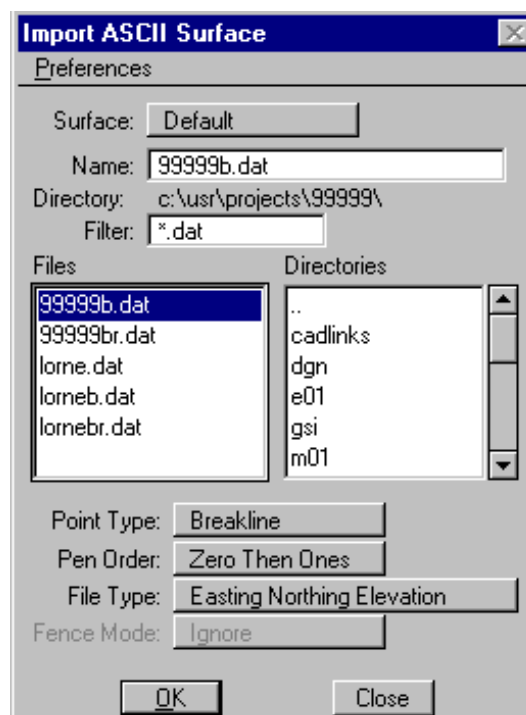 Import ASCII Surface
Preferences
Surface: Default
Name: 99999b.dat
Directory: c:\usr\projects\99999\
Filter: *.dat
Files Directories
99999b.dat ..
99999br.dat cadlinks
lorne.dat dgn
lorneb.dat e01
lornebr.dat gsi
m01
Point Type: Breakline
Pen Order: Zero Then Ones
File Type: Easting Northing Elevation
Fence Mode: Ignore
OK Close